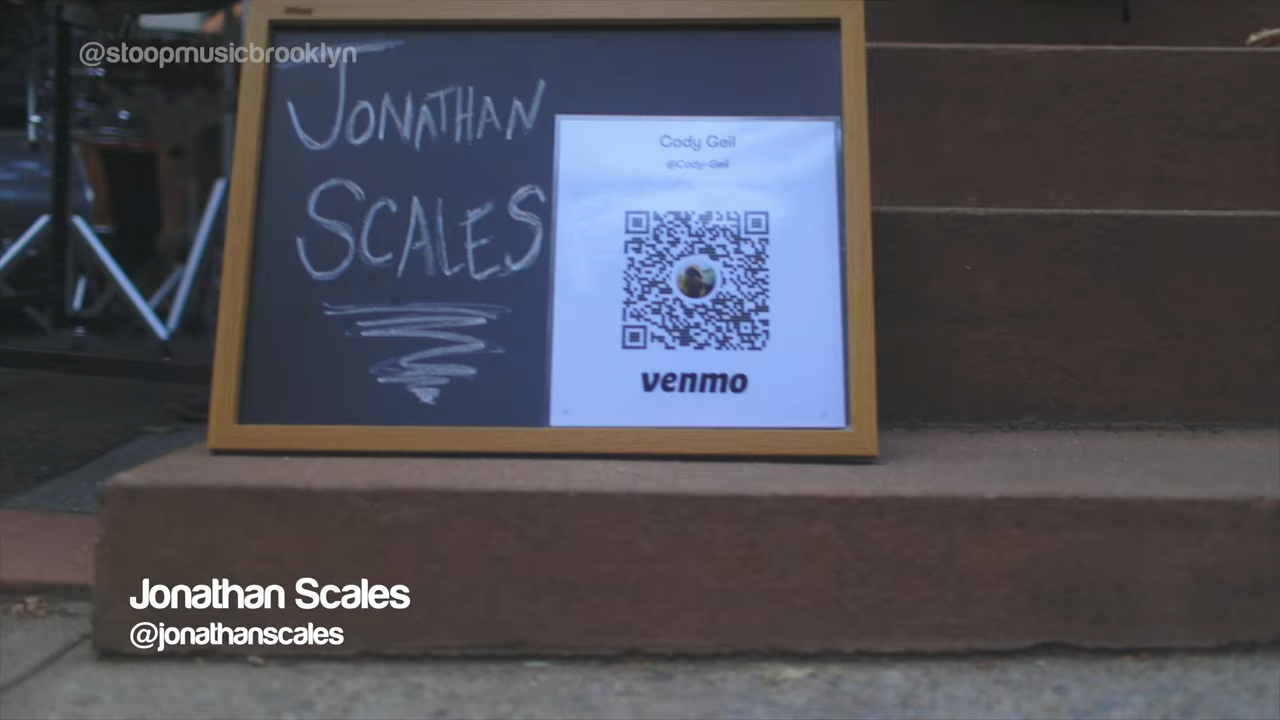 @stoopmusicbrooklyn
JONATHAN
SCALES
Cody Geil
@Cody-Geil
venmo
Jonathan Scales
@jonathanscales